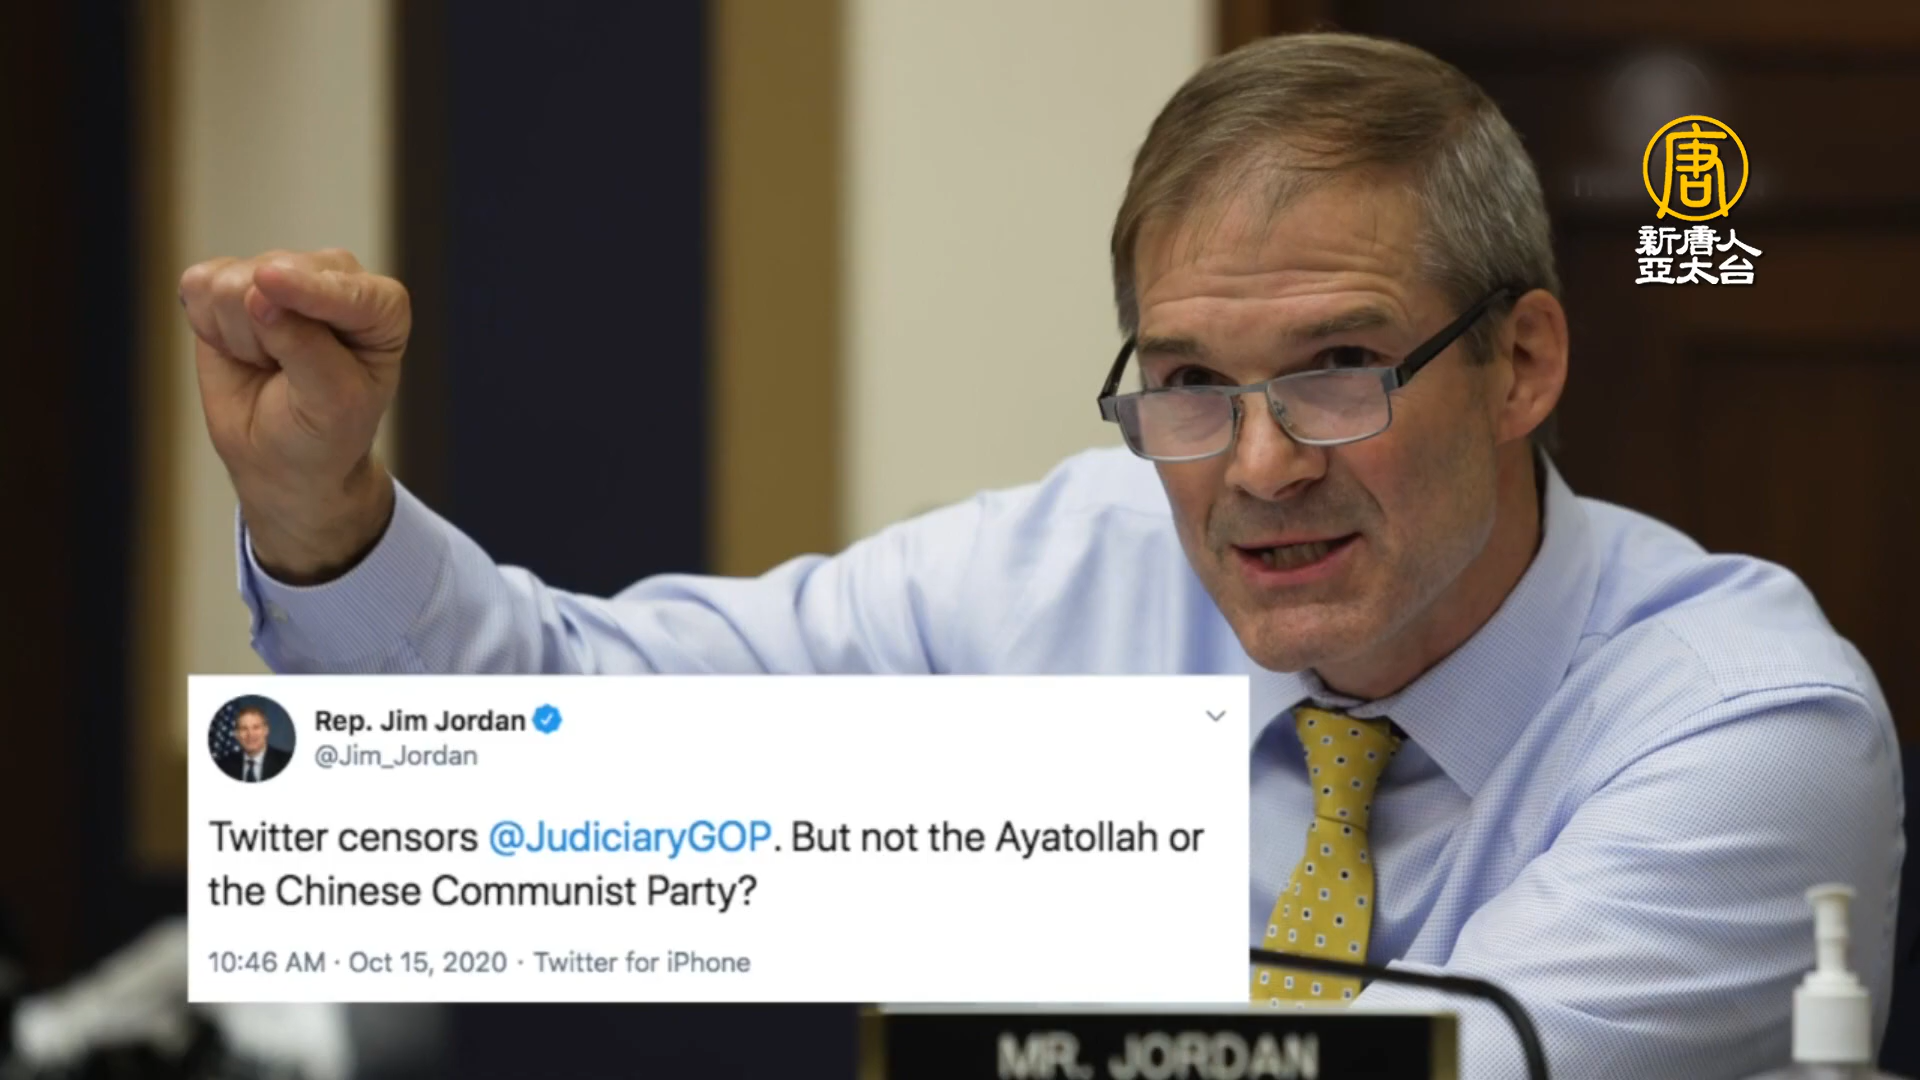 唐
新唐人
亞太台
Rep. Jim Jordan
@Jim_Jordan
Twitter censors @JudiciaryGOP. But not the Ayatollah or
the Chinese Communist Party?
10:46 AM · Oct 15, 2020 · Twitter for iPhone
MR. JORDAN